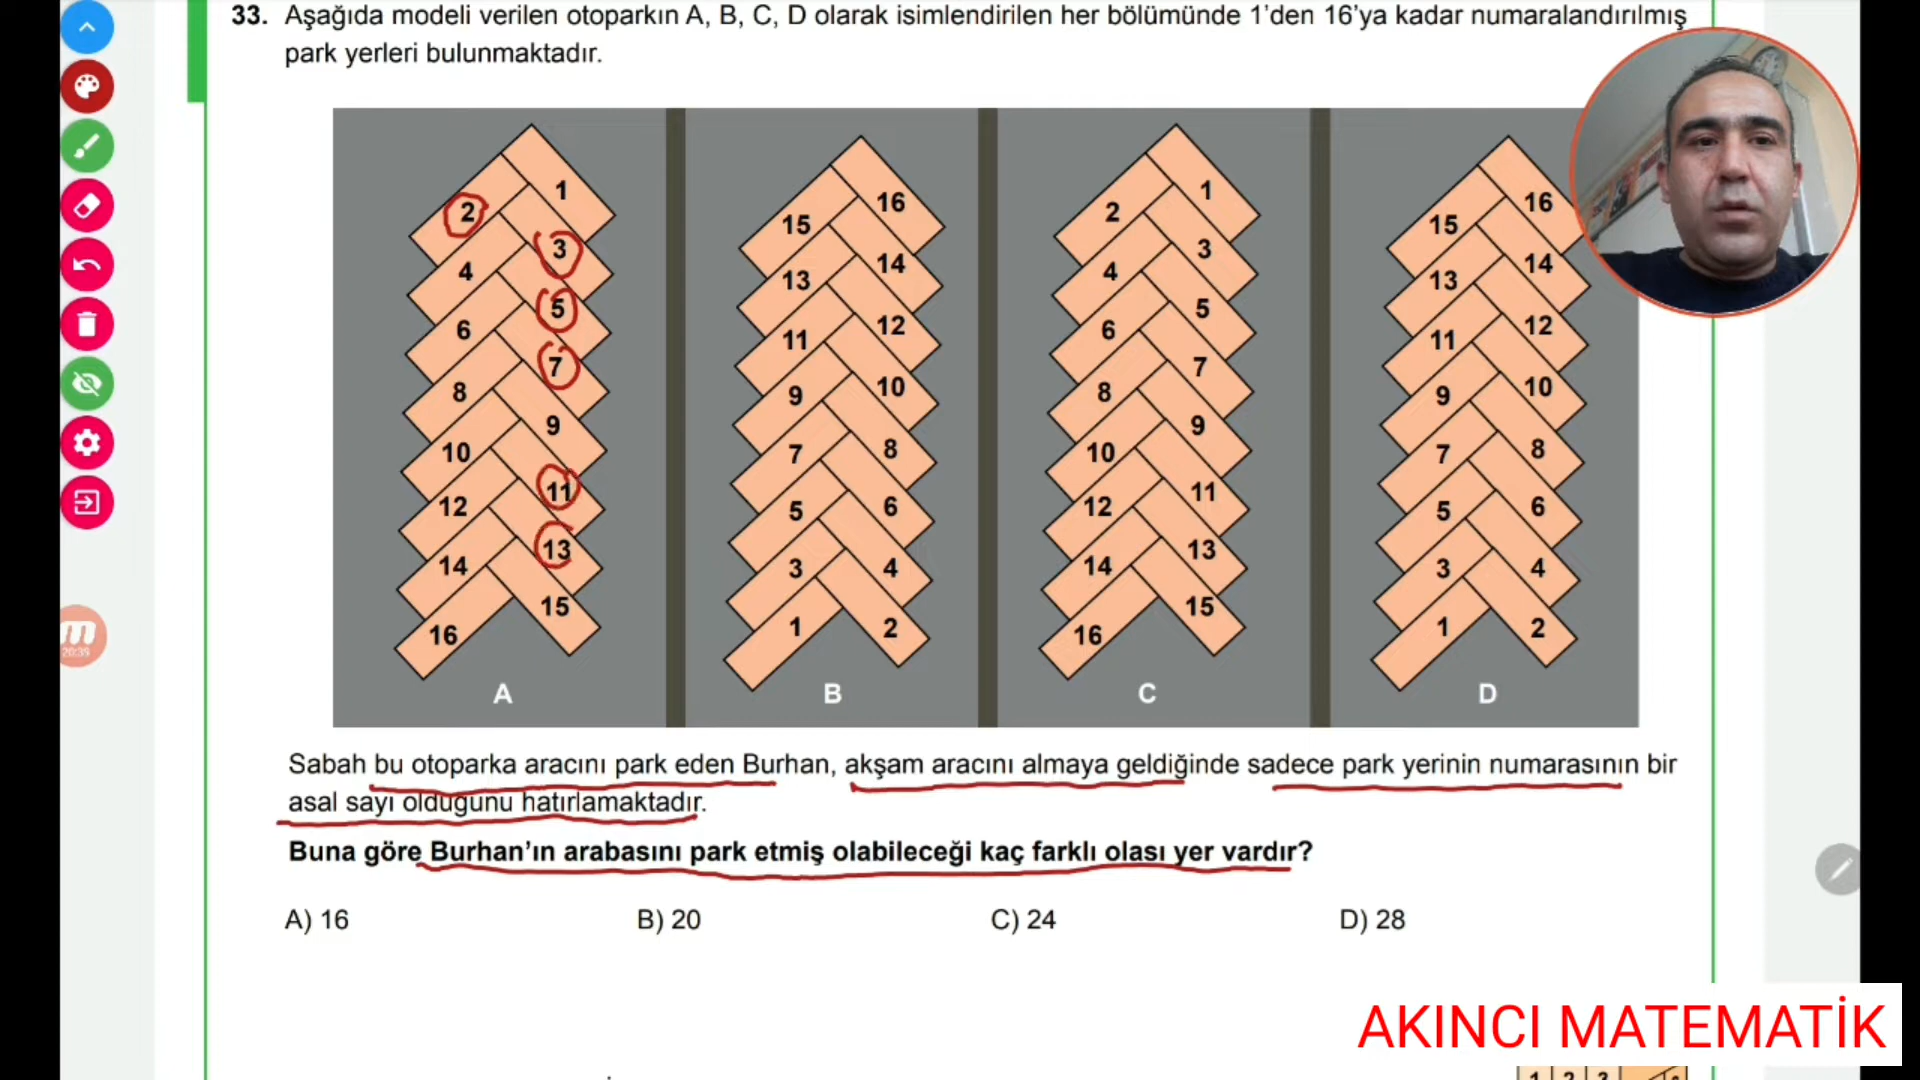 33. Aşağıda modeli verilen otoparkın A, B, C, D olarak isimlendirilen her bölümünde 1’den 16’ya kadar numaralandırılmış
park yerleri bulunmaktadır.
1 2 3 4 5 6 7 8 9 10 11 12 13 14 15 16
A
16 15 14 13 12 11 10 9 8 7 6 5 4 3 2 1
B
1 2 3 4 5 6 7 8 9 10 11 12 13 14 15 16
C
16 15 14 13 12 11 10 9 8 7 6 5 4 3 2 1
D
Sabah bu otoparka aracını park eden Burhan, akşam aracını almaya geldiğinde sadece park yerinin numarasının bir
asal sayı olduğunu hatırlamaktadır.
Buna göre Burhan’ın arabasını park etmiş olabileceği kaç farklı olası yer vardır?
A) 16 B) 20 C) 24 D) 28
20:39
AKINCI MATEMATİK
1 2 3